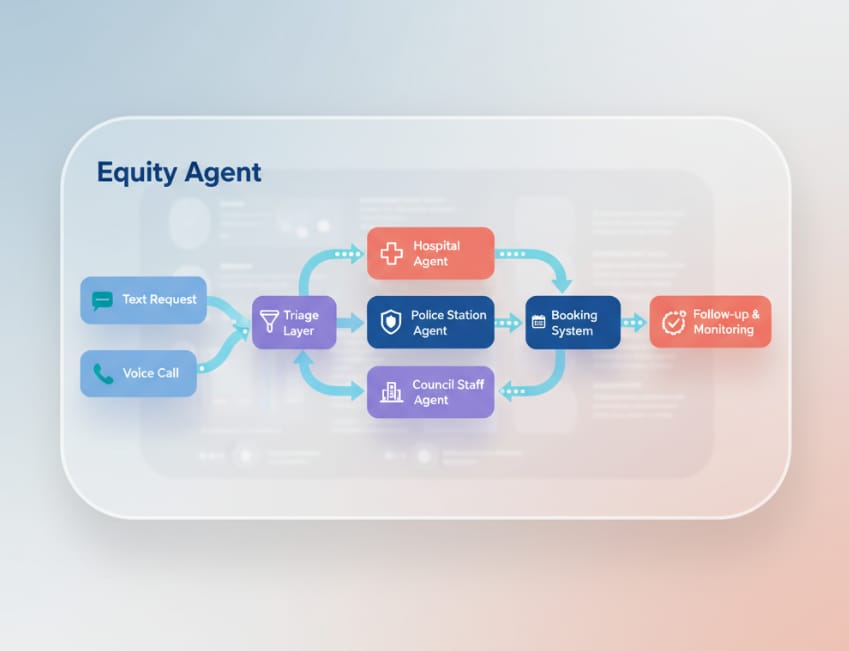 Equity Agent
Hospital
Agent
Text Request
Triage
Layer
Police Station
Agent
Booking
System
Follow-up &
Monitoring
Voice Call
Council Staff
Agent